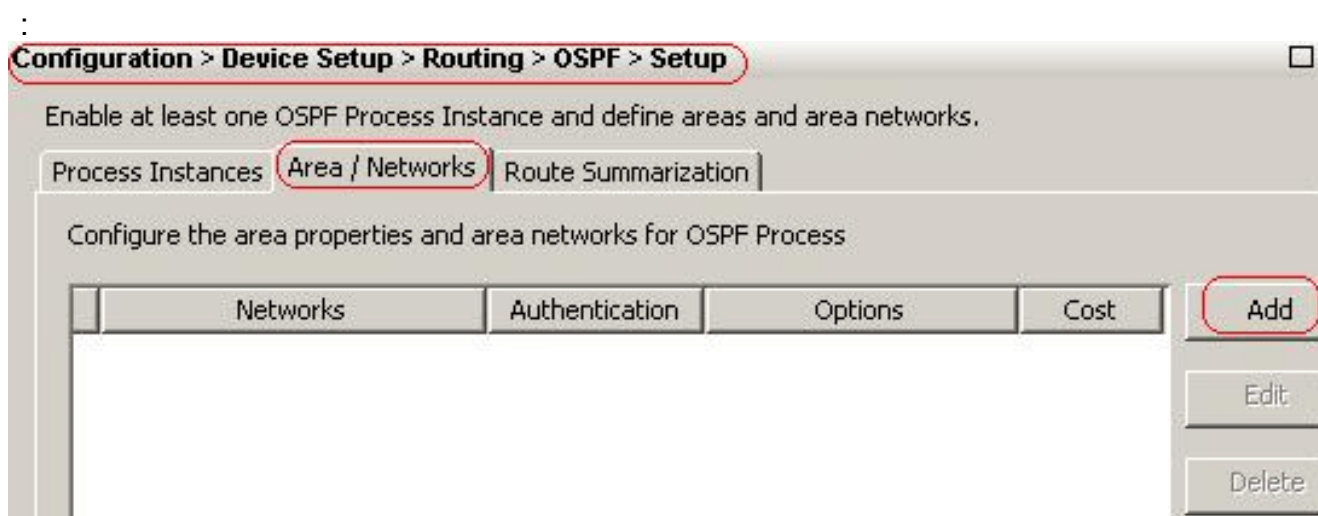 :
Configuration > Device Setup > Routing > OSPF > Setup
Enable at least one OSPF Process Instance and define areas and area networks.
Process Instances Area / Networks Route Summarization
Configure the area properties and area networks for OSPF Process
Networks Authentication Options Cost Add
Edit
Delete